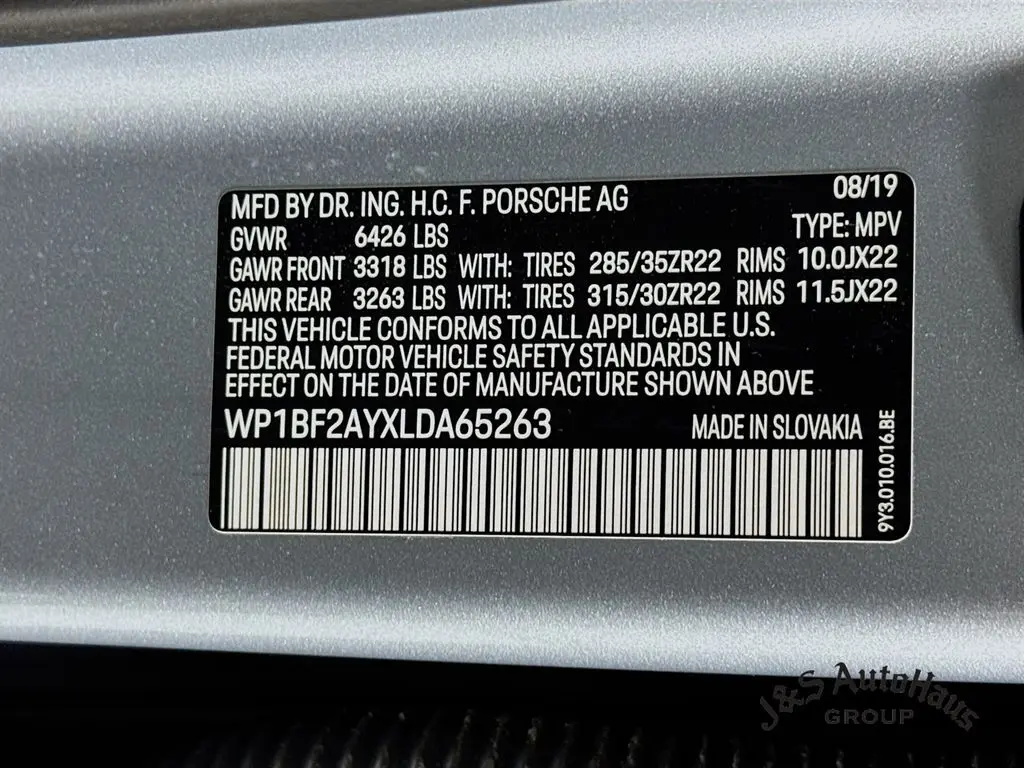 MFD BY DR. ING. H.C. F. PORSCHE AG 08/19
GVWR 6426 LBS TYPE: MPV
GAWR FRONT 3318 LBS WITH: TIRES 285/35ZR22 RIMS 10.0JX22
GAWR REAR 3263 LBS WITH: TIRES 315/30ZR22 RIMS 11.5JX22
THIS VEHICLE CONFORMS TO ALL APPLICABLE U.S.
FEDERAL MOTOR VEHICLE SAFETY STANDARDS IN
EFFECT ON THE DATE OF MANUFACTURE SHOWN ABOVE
WP1BF2AYXLDA65263 MADE IN SLOVAKIA
9Y3.010.016.BE
J&S AutoHaus
GROUP